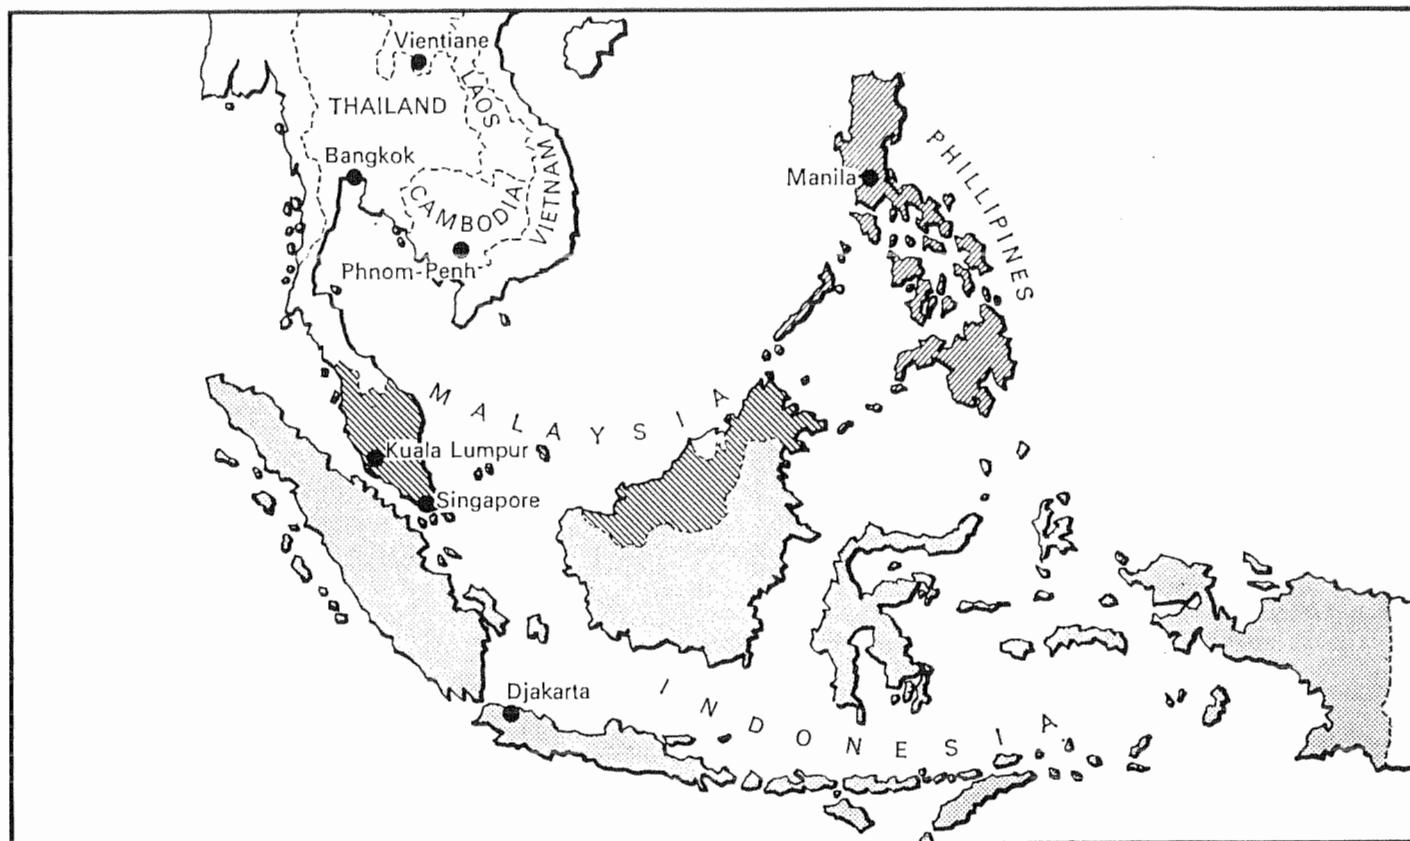 Vientiane
THAILAND
LAOS
Bangkok
CAMBODIA
VIETNAM
Phnom-Penh
Manila
PHILLIPINES
MALAYSIA
Kuala Lumpur
Singapore
Djakarta
INDONESIA